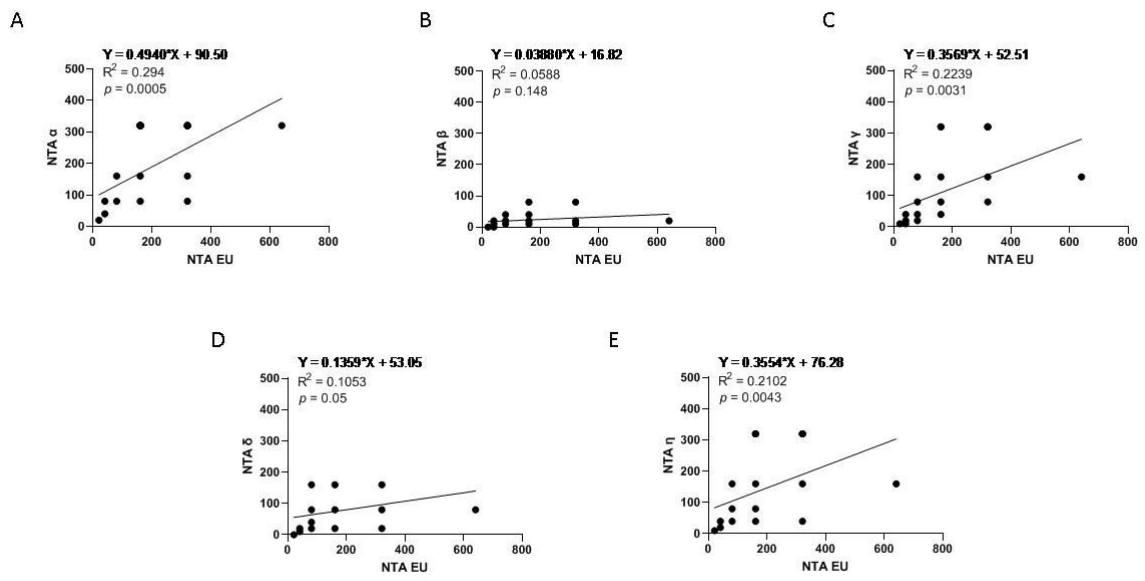 A
Y = 0.4940*X + 90.50
R² = 0.294
p = 0.0005
500
400
300
200
100
0
NTA α
0 200 400 600 800
NTA EU
B
Y = 0.03880*X + 16.82
R² = 0.0588
p = 0.148
500
400
300
200
100
0
NTA β
0 200 400 600 800
NTA EU
C
Y = 0.3569*X + 52.51
R² = 0.2239
p = 0.0031
500
400
300
200
100
0
NTA γ
0 200 400 600 800
NTA EU
D
Y = 0.1359*X + 53.05
R² = 0.1053
p = 0.05
500
400
300
200
100
0
NTA δ
0 200 400 600 800
NTA EU
E
Y = 0.3554*X + 76.28
R² = 0.2102
p = 0.0043
500
400
300
200
100
0
NTA η
0 200 400 600 800
NTA EU